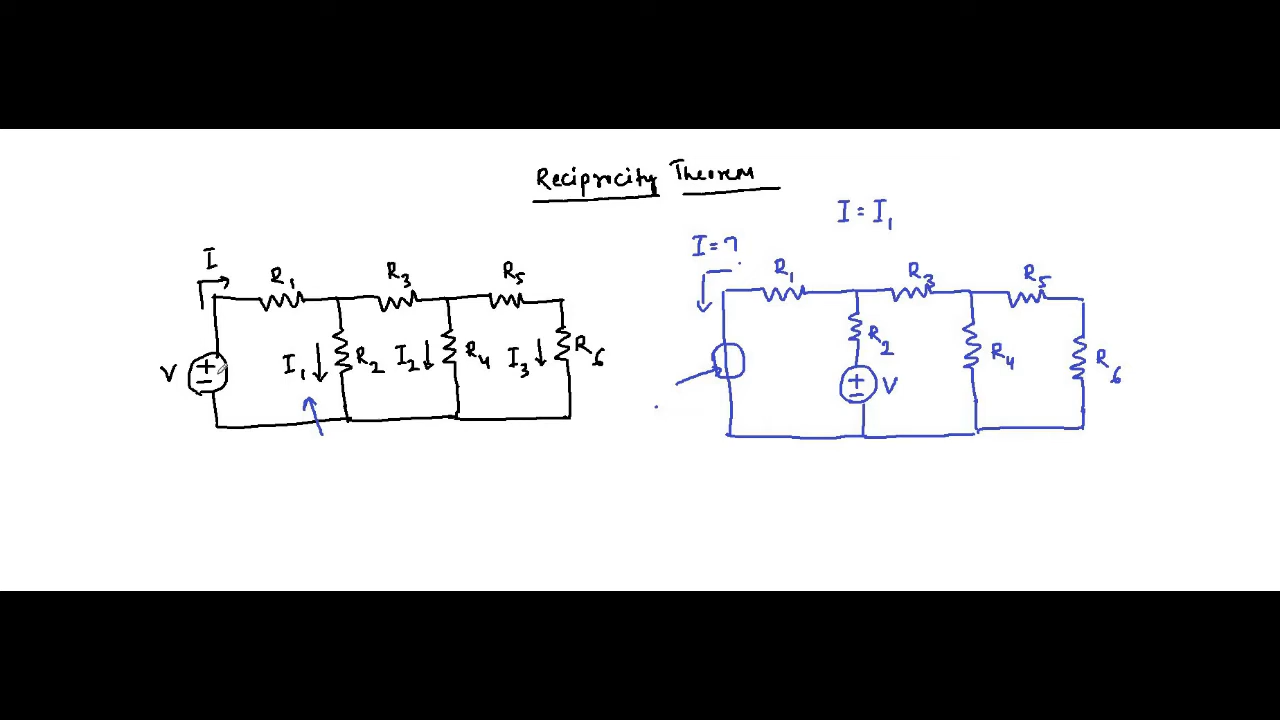 Reciprocity Theorem
I = I1
I = ?
I
R1
R3
R5
V
+
-
I1
R2
I2
R4
I3
R6
R1
R3
R5
R2
+
-
V
R4
R6